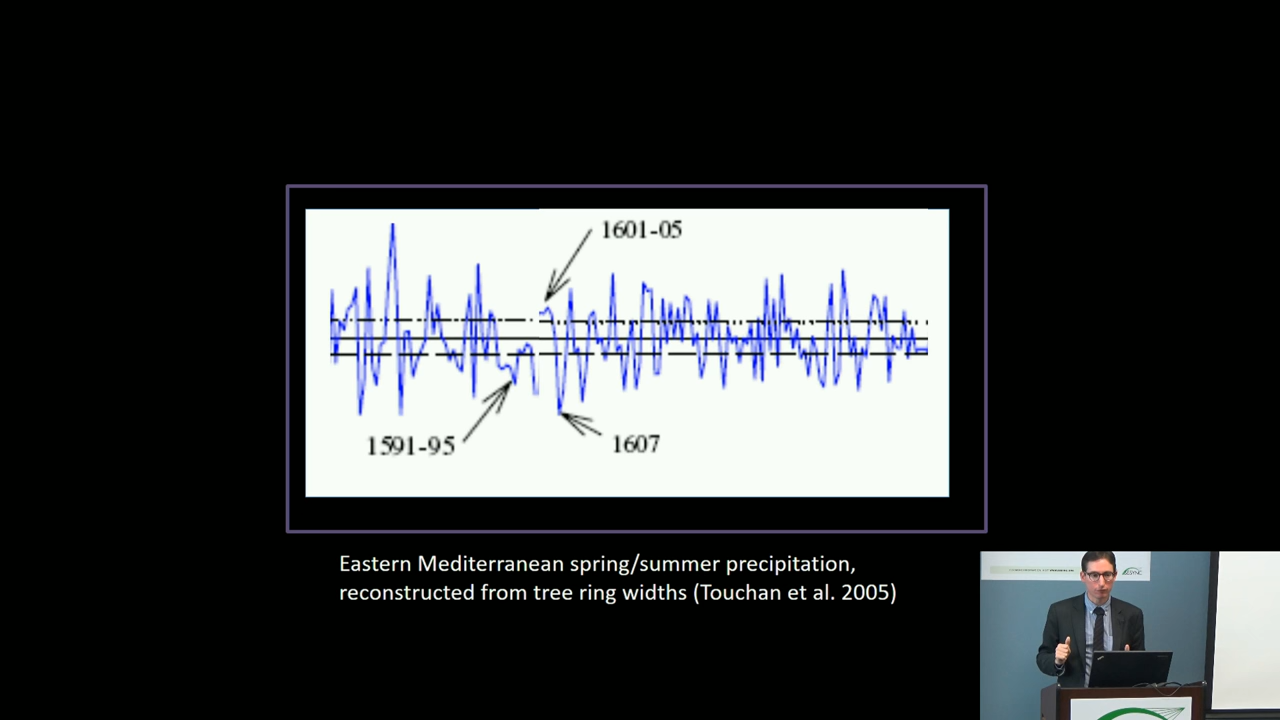 1601-05
1591-95
1607
Eastern Mediterranean spring/summer precipitation,
reconstructed from tree ring widths (Touchan et al. 2005)